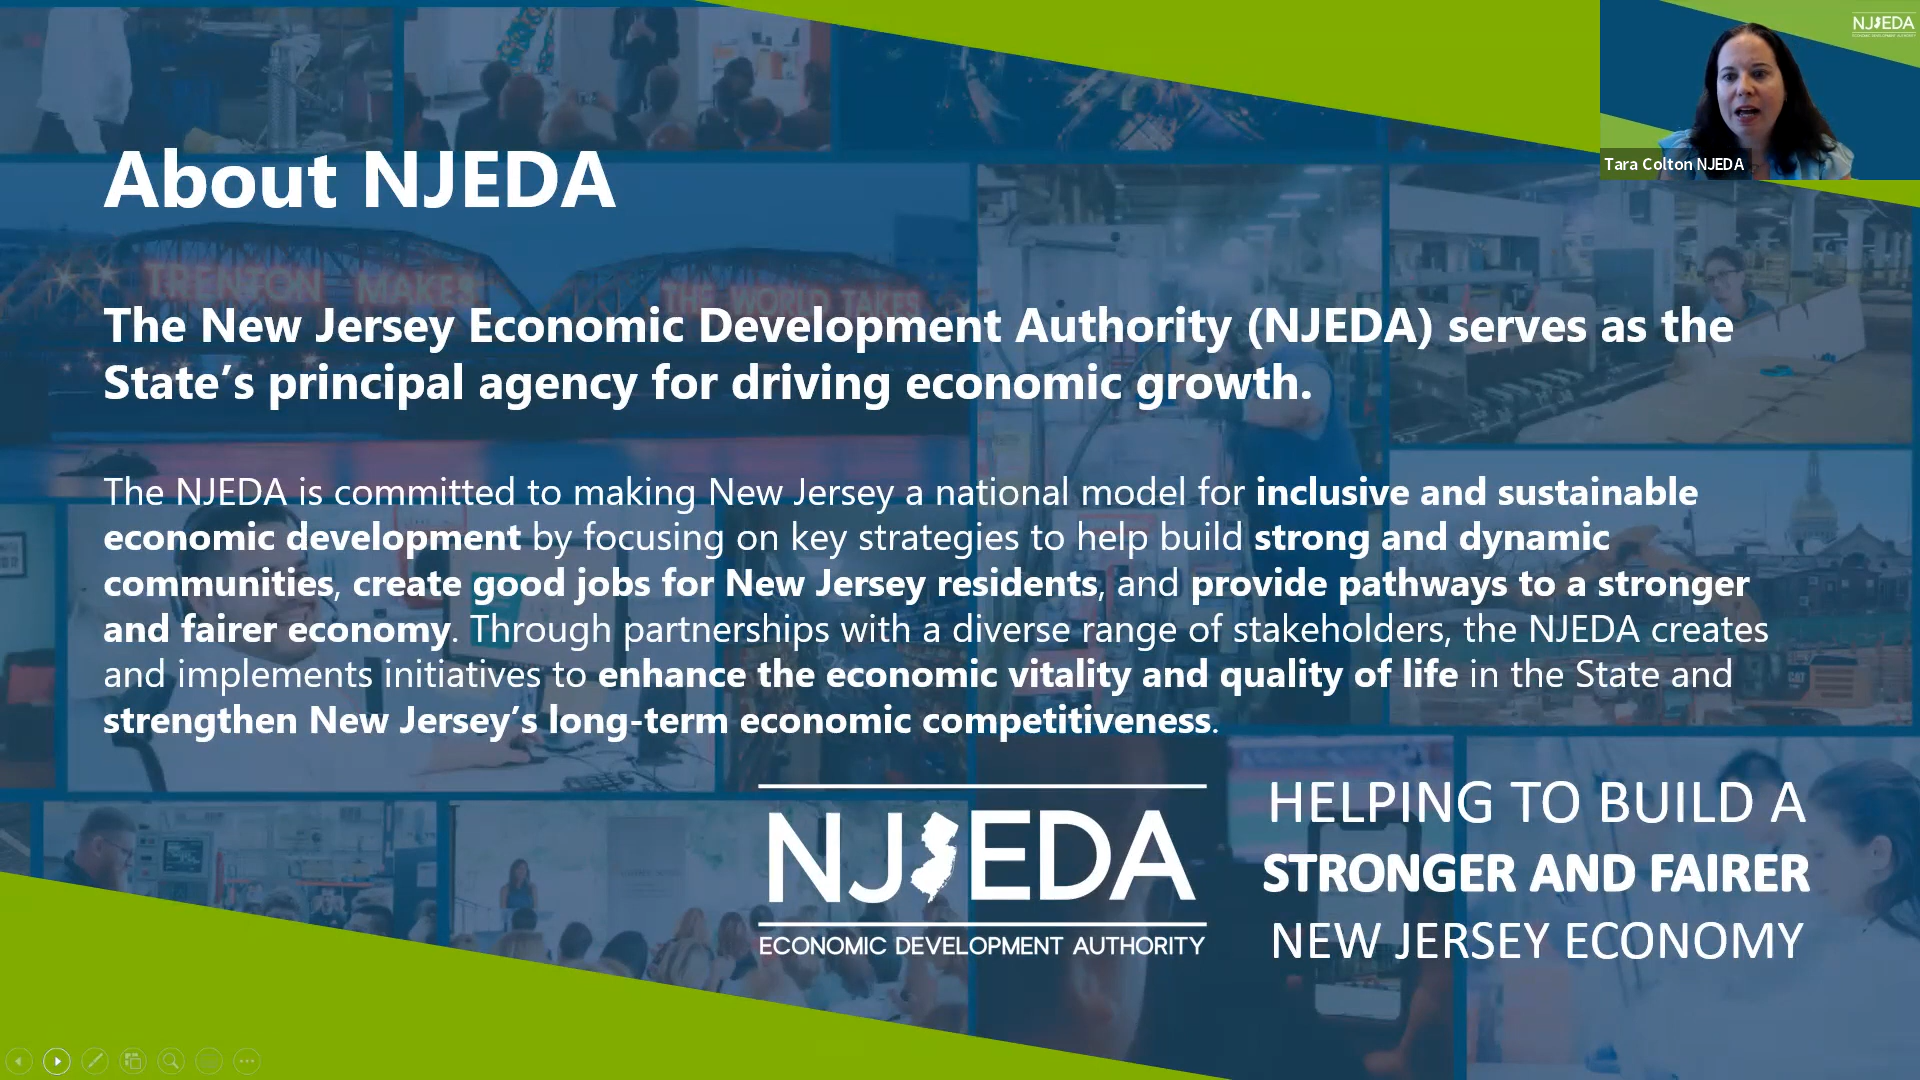 NJEDA
Tara Colton NJEDA
About NJEDA
TRENTON MAKES
THE WORLD TAKES
The New Jersey Economic Development Authority (NJEDA) serves as the
State’s principal agency for driving economic growth.
The NJEDA is committed to making New Jersey a national model for inclusive and sustainable
economic development by focusing on key strategies to help build strong and dynamic
communities, create good jobs for New Jersey residents, and provide pathways to a stronger
and fairer economy. Through partnerships with a diverse range of stakeholders, the NJEDA creates
and implements initiatives to enhance the economic vitality and quality of life in the State and
strengthen New Jersey’s long-term economic competitiveness.
NJEDA
ECONOMIC DEVELOPMENT AUTHORITY
HELPING TO BUILD A
STRONGER AND FAIRER
NEW JERSEY ECONOMY